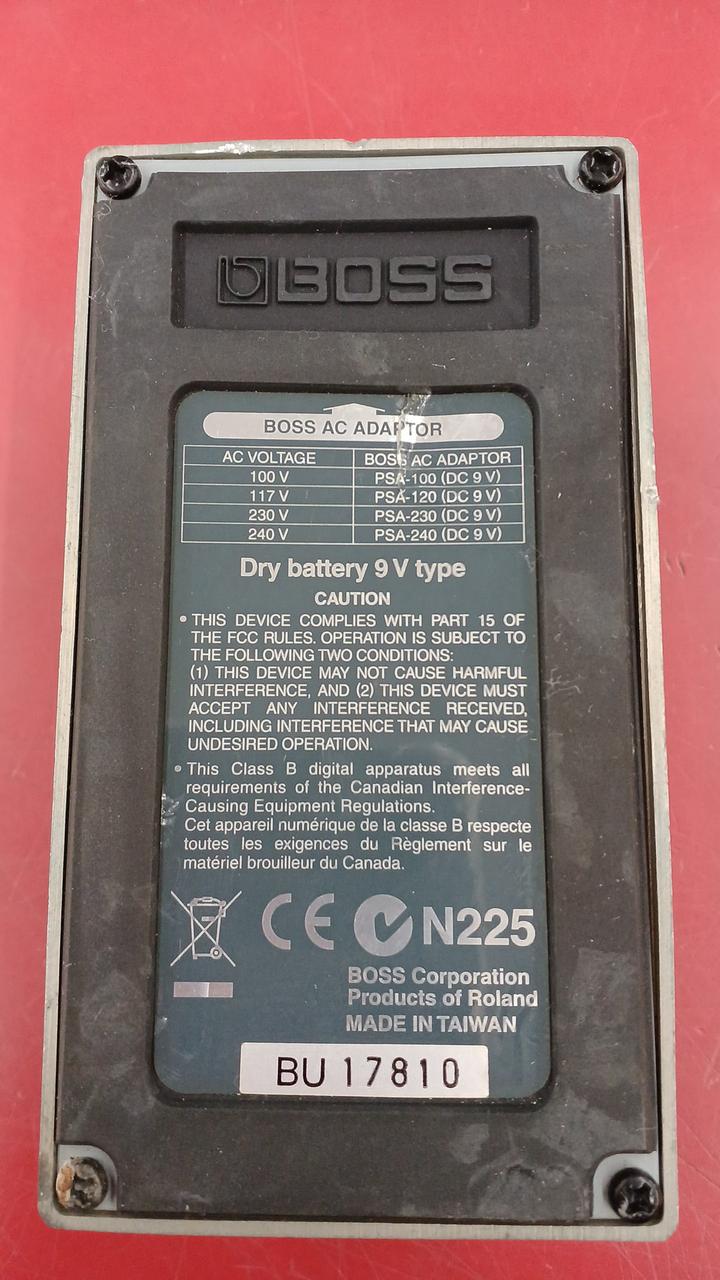 BOSS
BOSS AC ADAPTOR
AC VOLTAGE BOSS AC ADAPTOR
100 V PSA-100 (DC 9 V)
117 V PSA-120 (DC 9 V)
230 V PSA-230 (DC 9 V)
240 V PSA-240 (DC 9 V)
Dry battery 9 V type
CAUTION
• THIS DEVICE COMPLIES WITH PART 15 OF
THE FCC RULES. OPERATION IS SUBJECT TO
THE FOLLOWING TWO CONDITIONS:
(1) THIS DEVICE MAY NOT CAUSE HARMFUL
INTERFERENCE, AND (2) THIS DEVICE MUST
ACCEPT ANY INTERFERENCE RECEIVED,
INCLUDING INTERFERENCE THAT MAY CAUSE
UNDESIRED OPERATION.
• This Class B digital apparatus meets all
requirements of the Canadian Interference-
Causing Equipment Regulations.
Cet appareil numérique de la classe B respecte
toutes les exigences du Règlement sur le
matériel brouilleur du Canada.
CE N225
BOSS Corporation
Products of Roland
MADE IN TAIWAN
BU 17810